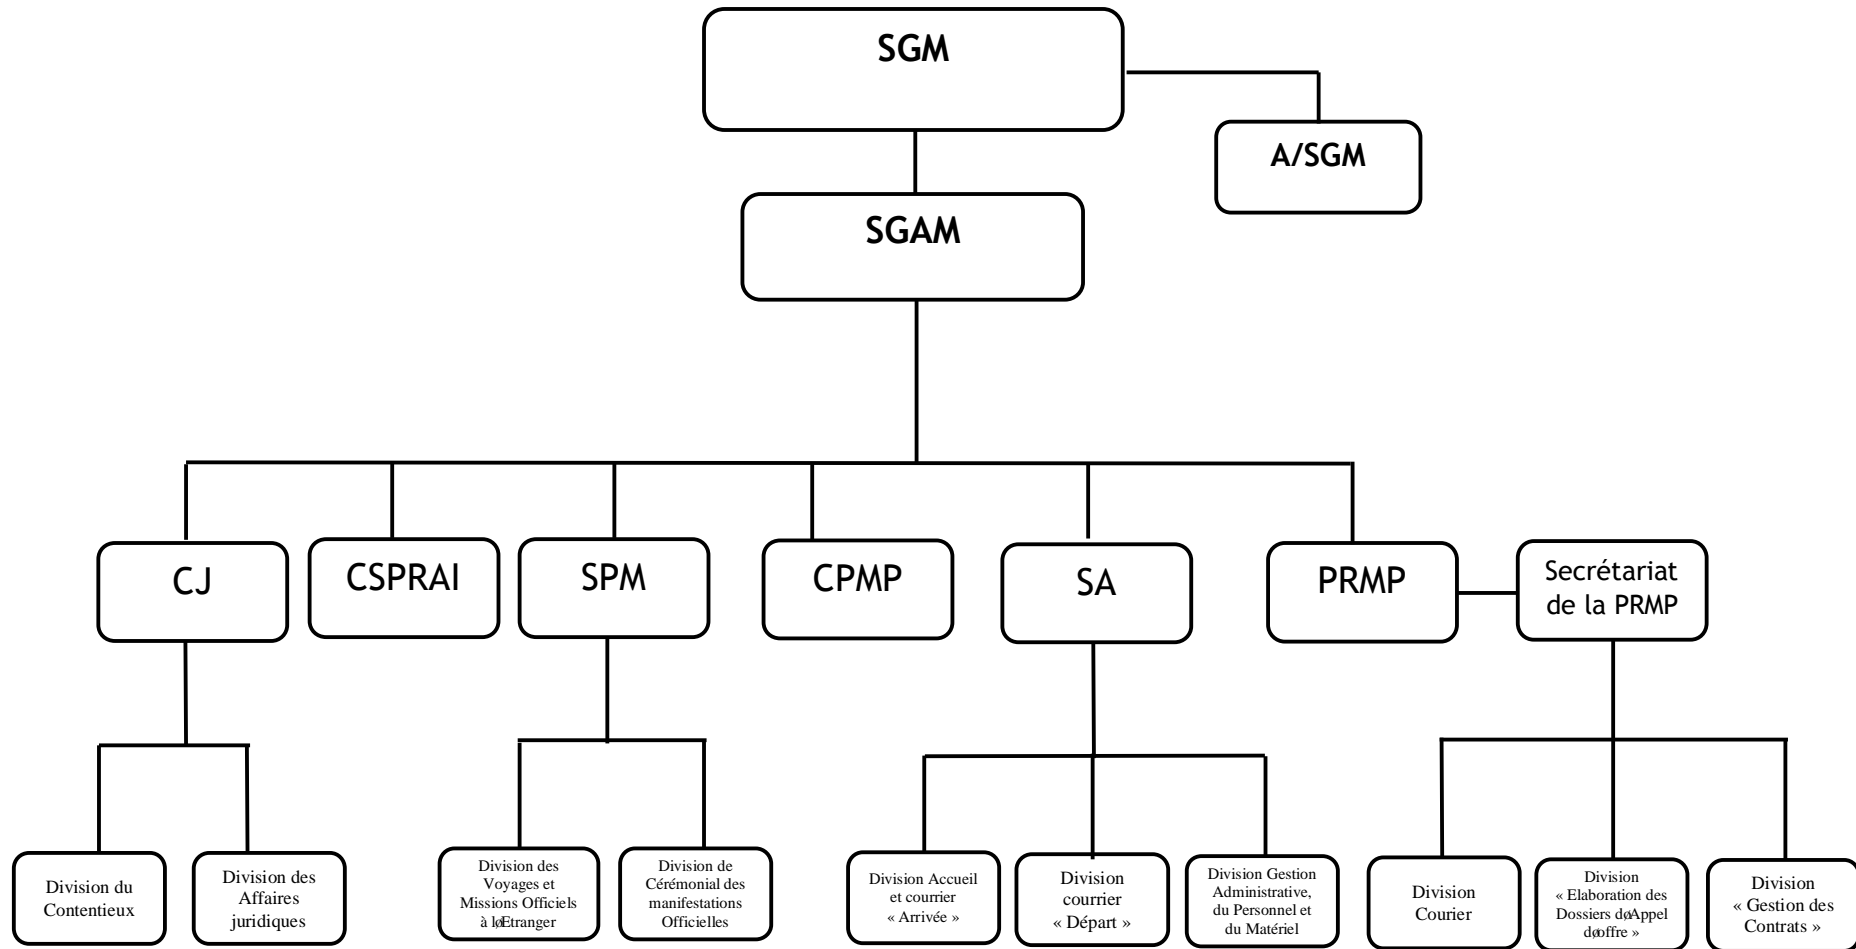 SGM
A/SGM
SGAM
CJ
CSPRAI
SPM
CPMP
SA
PRMP
Secrétariat
de la PRMP
Division du
Contentieux
Division des
Affaires
juridiques
Division des
Voyages et
Missions Officiels
à løEtranger
Division de
Cérémonial des
manifestations
Officielles
Division Accueil
et courrier
« Arrivée »
Division
courrier
« Départ »
Division Gestion
Administrative,
du Personnel et
du Matériel
Division
Courier
Division
« Elaboration des
Dossiers døAppel
døoffre »
Division
« Gestion des
Contrats »